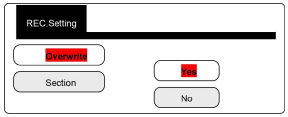 REC.Setting
Overwrite
Section
Yes
No